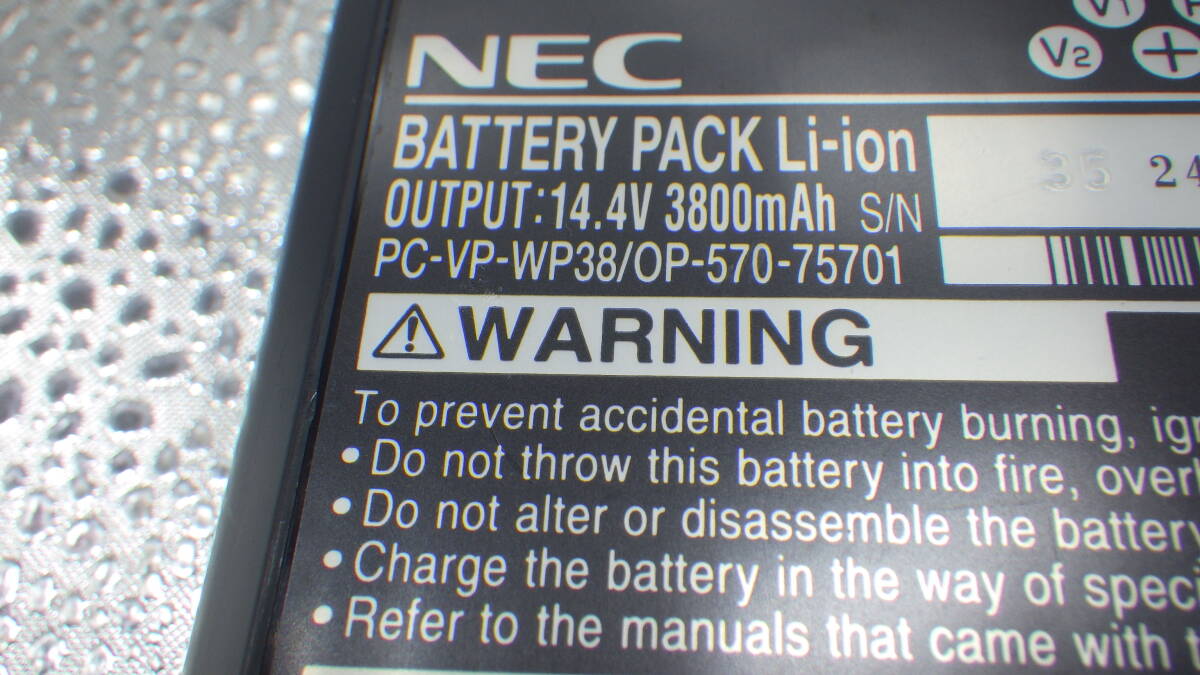 V1
V2 +
NEC
BATTERY PACK Li-ion
OUTPUT:14.4V 3800mAh S/N 35 24
PC-VP-WP38/OP-570-75701
WARNING
To prevent accidental battery burning,
• Do not throw this battery into fire,
• Do not alter or disassemble the battery
• Charge the battery in the way of
• Refer to the manuals that came with